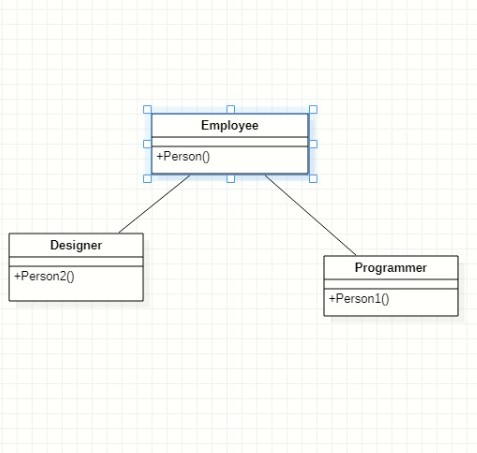 Employee
+Person()
Designer
+Person2()
Programmer
+Person1()